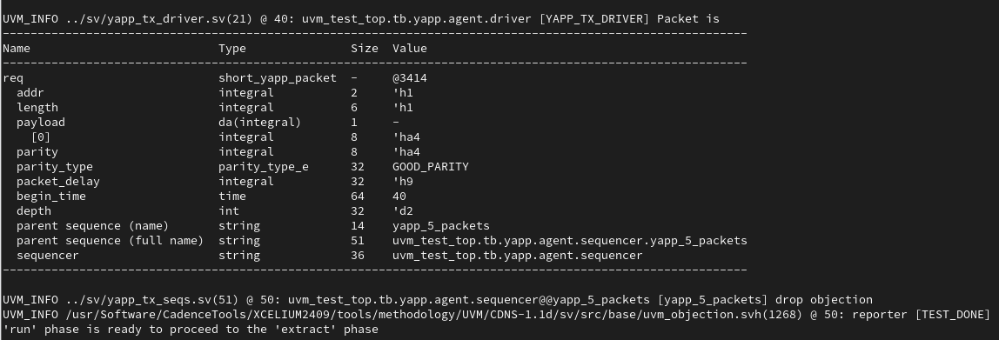 UVM_INFO ../sv/yapp_tx_driver.sv(21) @ 40: uvm_test_top.tb.yapp.agent.driver [YAPP_TX_DRIVER] Packet is
-----------------------------------------------------------------------------------------------------------
Name                           Type               Size  Value
-----------------------------------------------------------------------------------------------------------
req                            short_yapp_packet  -     @3414
  addr                         integral           2     'h1
  length                       integral           6     'h1
  payload                      da(integral)       1     -
    [0]                        integral           8     'ha4
  parity                       integral           8     'ha4
  parity_type                  parity_type_e      32    GOOD_PARITY
  packet_delay                 integral           32    'h9
  begin_time                   time               64    40
  depth                        int                32    'd2
  parent sequence (name)       string             14    yapp_5_packets
  parent sequence (full name)  string             51    uvm_test_top.tb.yapp.agent.sequencer.yapp_5_packets
  sequencer                    string             36    uvm_test_top.tb.yapp.agent.sequencer
-----------------------------------------------------------------------------------------------------------
UVM_INFO ../sv/yapp_tx_seqs.sv(51) @ 50: uvm_test_top.tb.yapp.agent.sequencer@@yapp_5_packets [yapp_5_packets] drop objection
UVM_INFO /usr/Software/CadenceTools/XCELIUM2409/tools/methodology/UVM/CDNS-1.1d/sv/src/base/uvm_objection.svh(1268) @ 50: reporter [TEST_DONE]
'run' phase is ready to proceed to the 'extract' phase